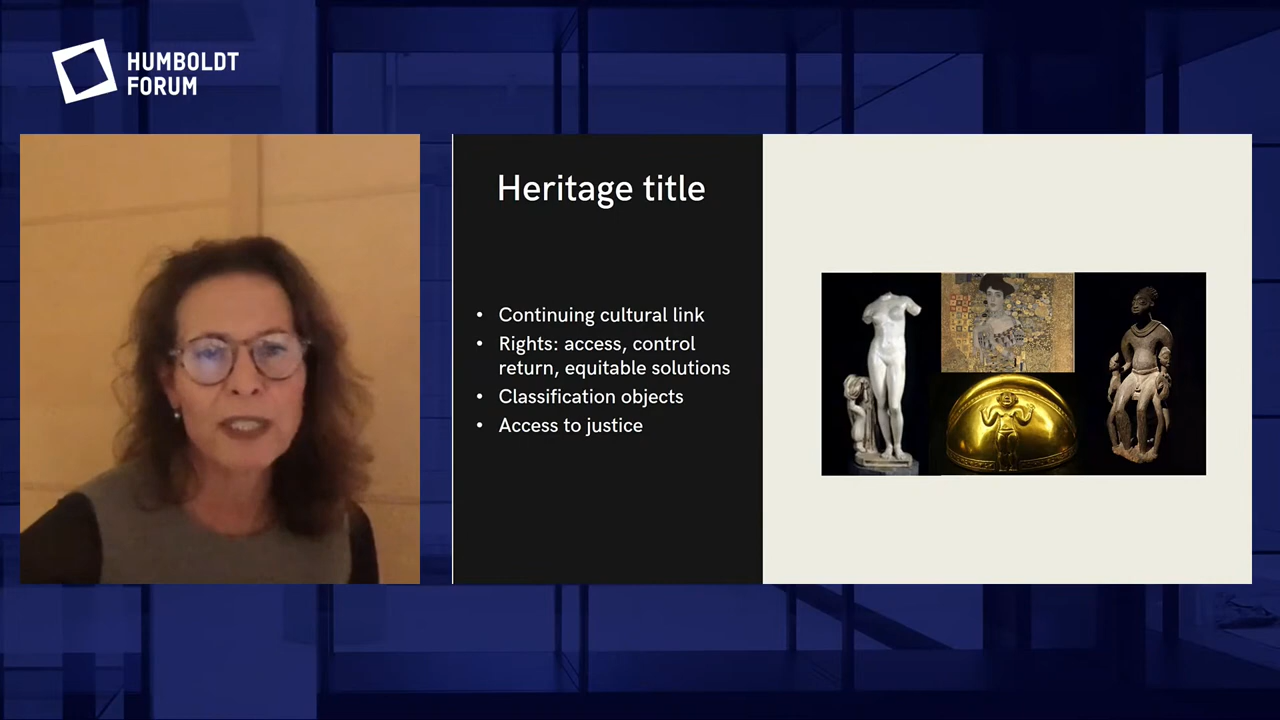 HUMBOLDT
FORUM
Heritage title
• Continuing cultural link
• Rights: access, control
return, equitable solutions
• Classification objects
• Access to justice